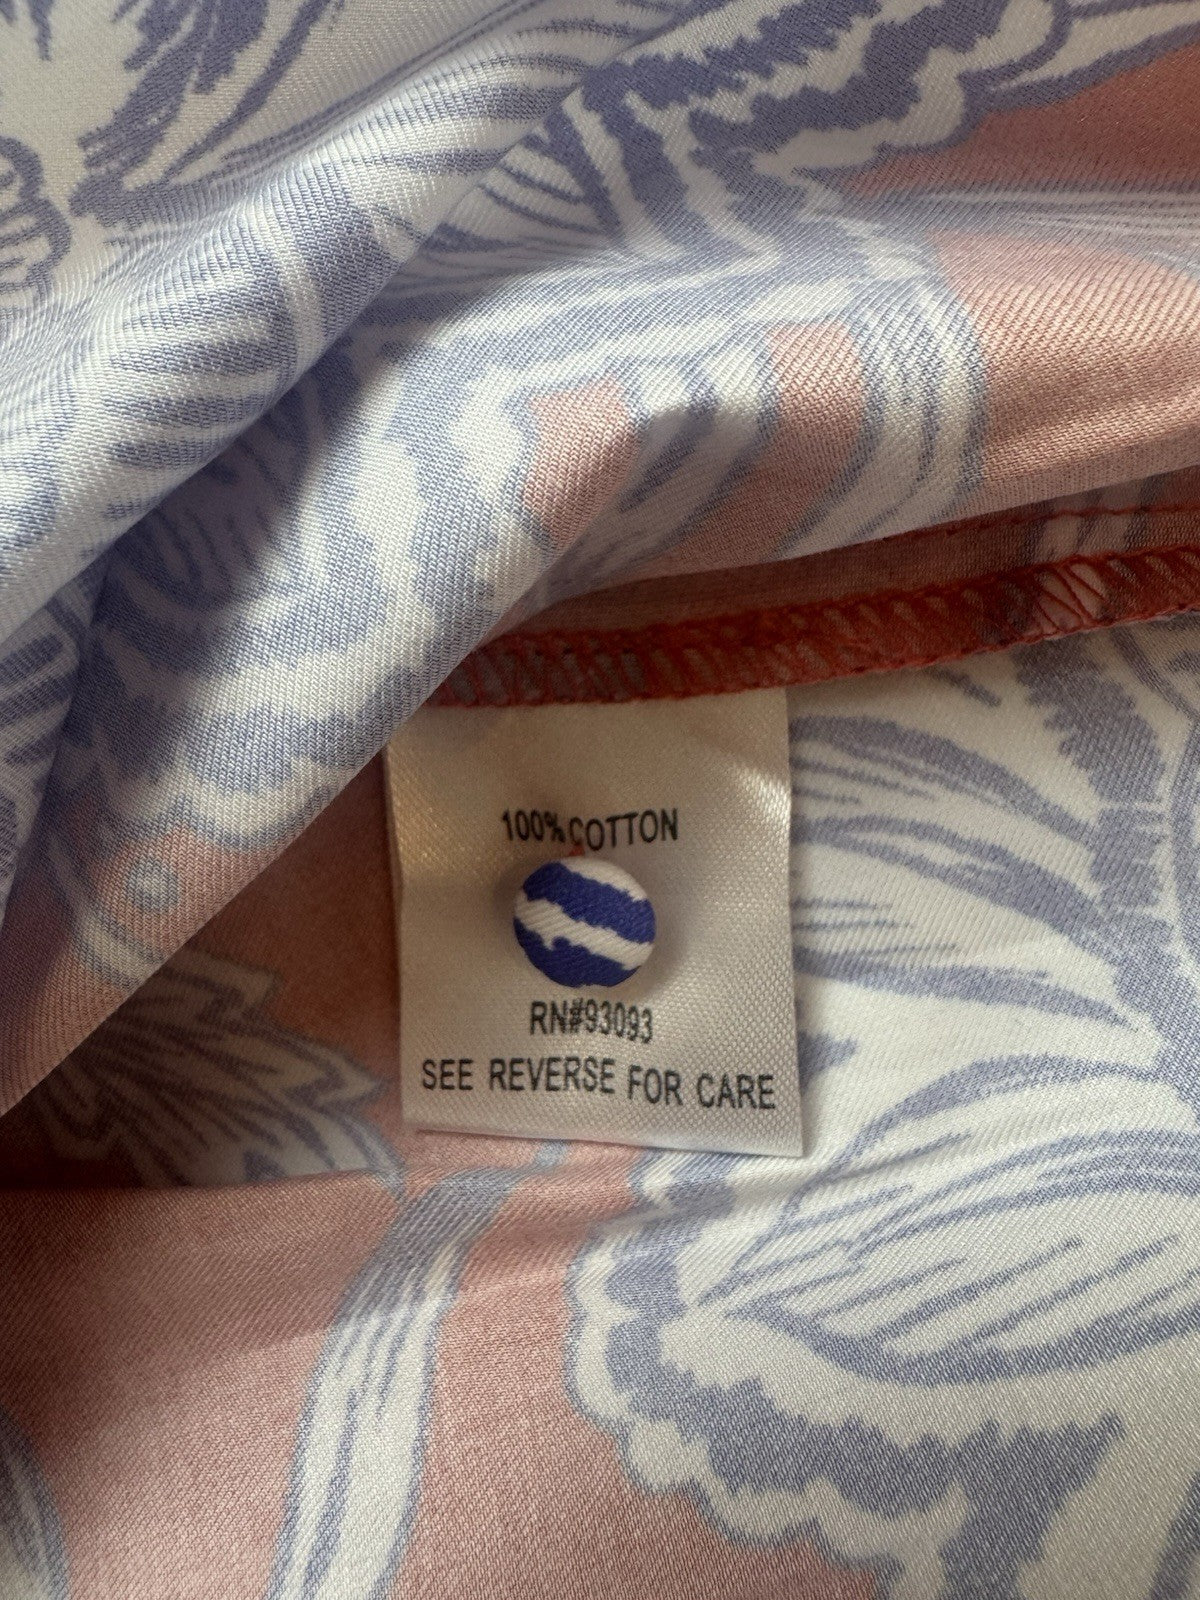 100% COTTON
RN#93093
SEE REVERSE FOR CARE